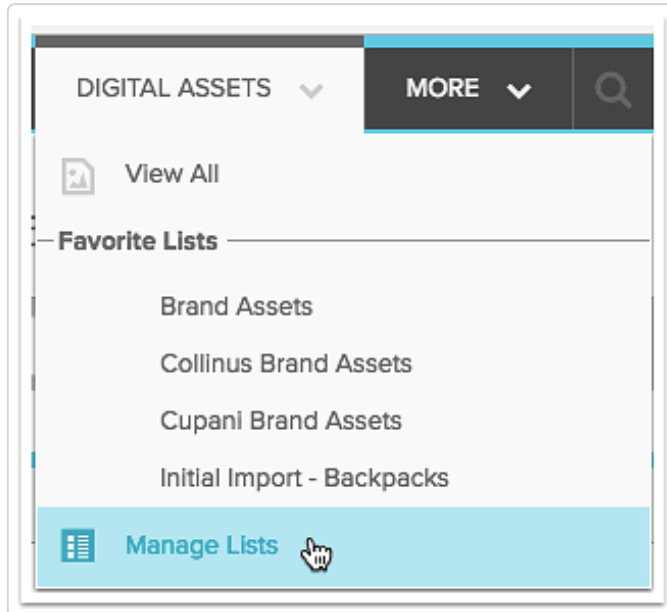 DIGITAL ASSETS MORE
View All
Favorite Lists
Brand Assets
Collinus Brand Assets
Cupani Brand Assets
Initial Import - Backpacks
Manage Lists